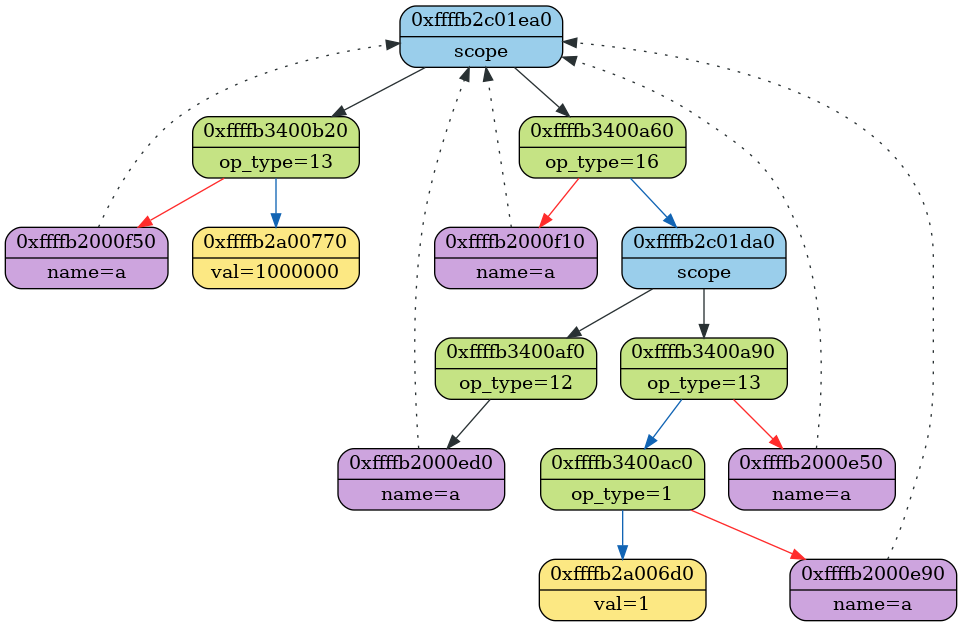 0xffffb2c01ea0
scope
0xffffb3400b20
op_type=13
0xffffb3400a60
op_type=16
0xffffb2000f50
name=a
0xffffb2a00770
val=1000000
0xffffb2000f10
name=a
0xffffb2c01da0
scope
0xffffb3400af0
op_type=12
0xffffb3400a90
op_type=13
0xffffb2000ed0
name=a
0xffffb3400ac0
op_type=1
0xffffb2000e50
name=a
0xffffb2a006d0
val=1
0xffffb2000e90
name=a